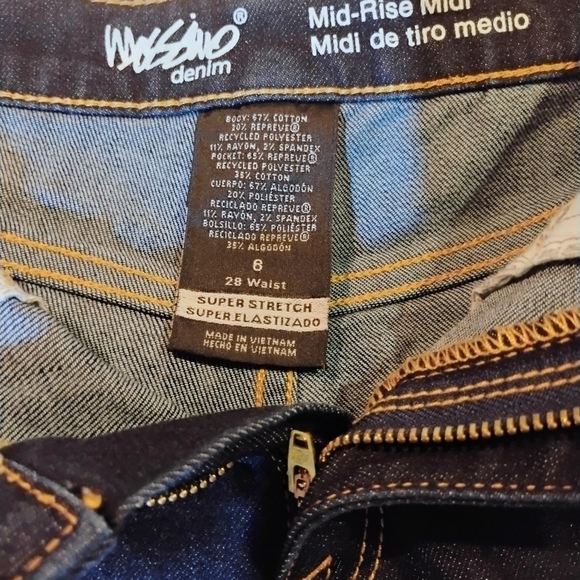 Mossimo®
denim
Mid-Rise Midi
Midi de tiro medio
BODY: 67% COTTON
20% REPREVE®
RECYCLED POLYESTER
11% RAYON, 2% SPANDEX
POCKET: 65% REPREVE®
RECYCLED POLYESTER
35% COTTON
CUERPO: 67% ALGODÓN
20% POLIÉSTER
RECICLADO REPREVE®
11% RAYÓN, 2% SPANDEX
BOLSILLO: 65% POLIÉSTER
RECICLADO REPREVE®
35% ALGODÓN
6
28 Waist
SUPER STRETCH
SUPER ELASTIZADO
MADE IN VIETNAM
HECHO EN VIETNAM